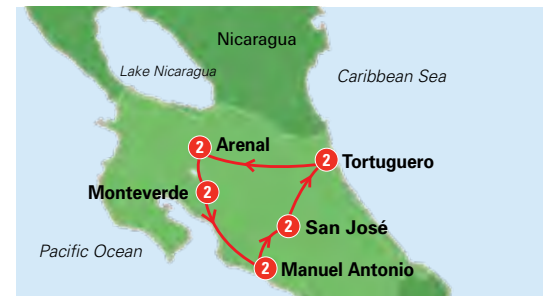 Nicaragua
Lake Nicaragua
Caribbean Sea
2 Arenal
2 Tortuguero
Monteverde 2
2 San José
Pacific Ocean
2 Manuel Antonio